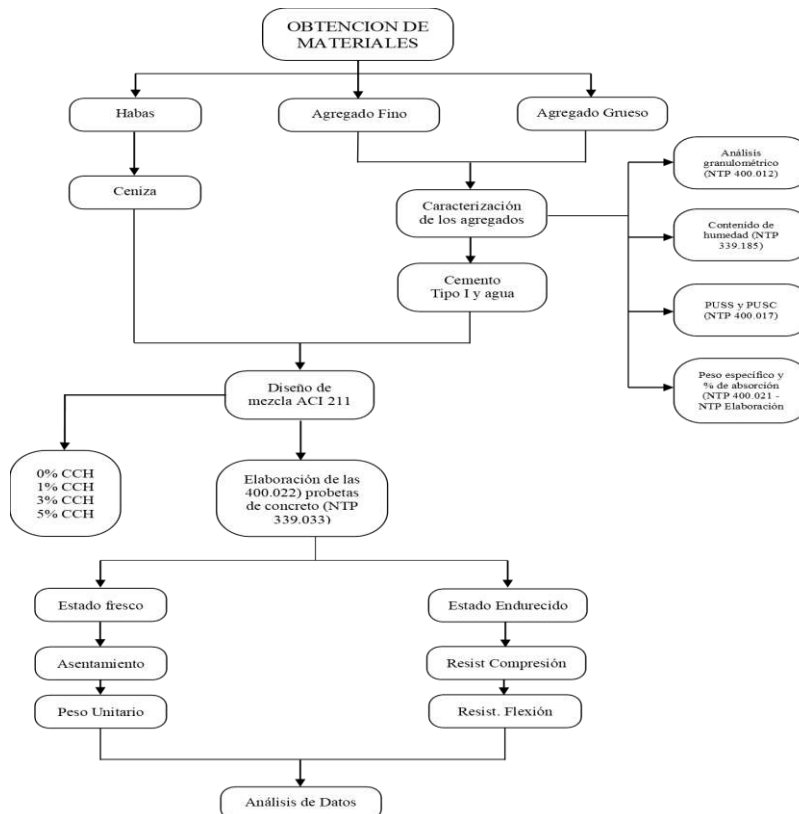 OBTENCION DE
MATERIALES
Habas
Agregado Fino
Agregado Grueso
Ceniza
Caracterización
de los agregados
Análisis
granulométrico
(NTP 400.012)
Contenido de
humedad (NTP
339.185)
PUSS y PUSC
(NTP 400.017)
Peso específico y
% de absorción
(NTP 400.021 -
NTP Elaboración
Cemento
Tipo I y agua
Diseño de
mezcla ACI 211
0% CCH
1% CCH
3% CCH
5% CCH
Elaboración de las
400.022) probetas
de concreto (NTP
339.033)
Estado fresco
Estado Endurecido
Asentamiento
Resist Compresión
Peso Unitario
Resist. Flexión
Análisis de Datos